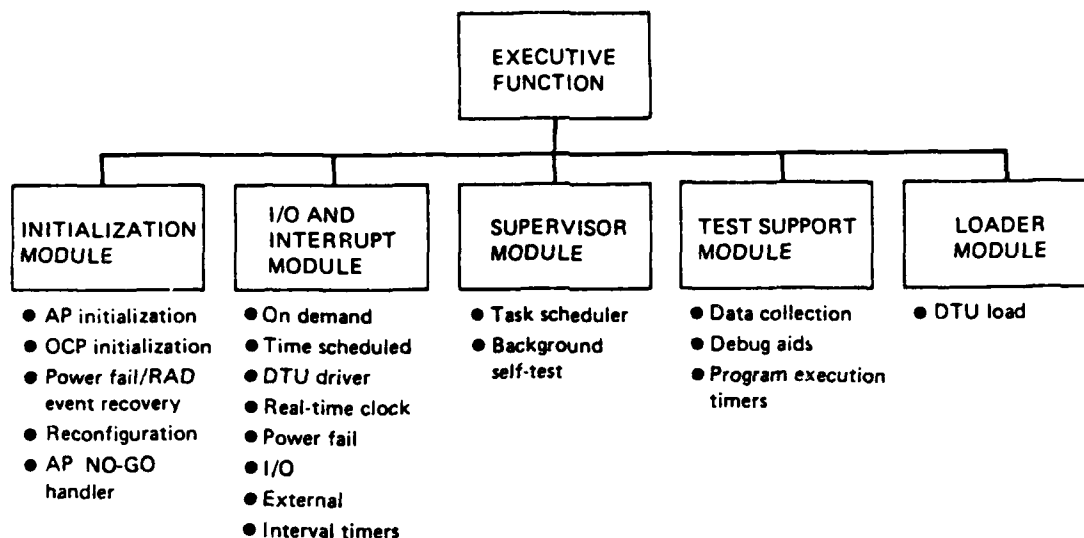 EXECUTIVE
FUNCTION
INITIALIZATION
MODULE
● AP initialization
● OCP initialization
● Power fail/RAD
event recovery
● Reconfiguration
● AP NO-GO
handler
I/O AND
INTERRUPT
MODULE
● On demand
● Time scheduled
● DTU driver
● Real-time clock
● Power fail
● I/O
● External
● Interval timers
SUPERVISOR
MODULE
● Task scheduler
● Background
self-test
TEST SUPPORT
MODULE
● Data collection
● Debug aids
● Program execution
timers
LOADER
MODULE
● DTU load